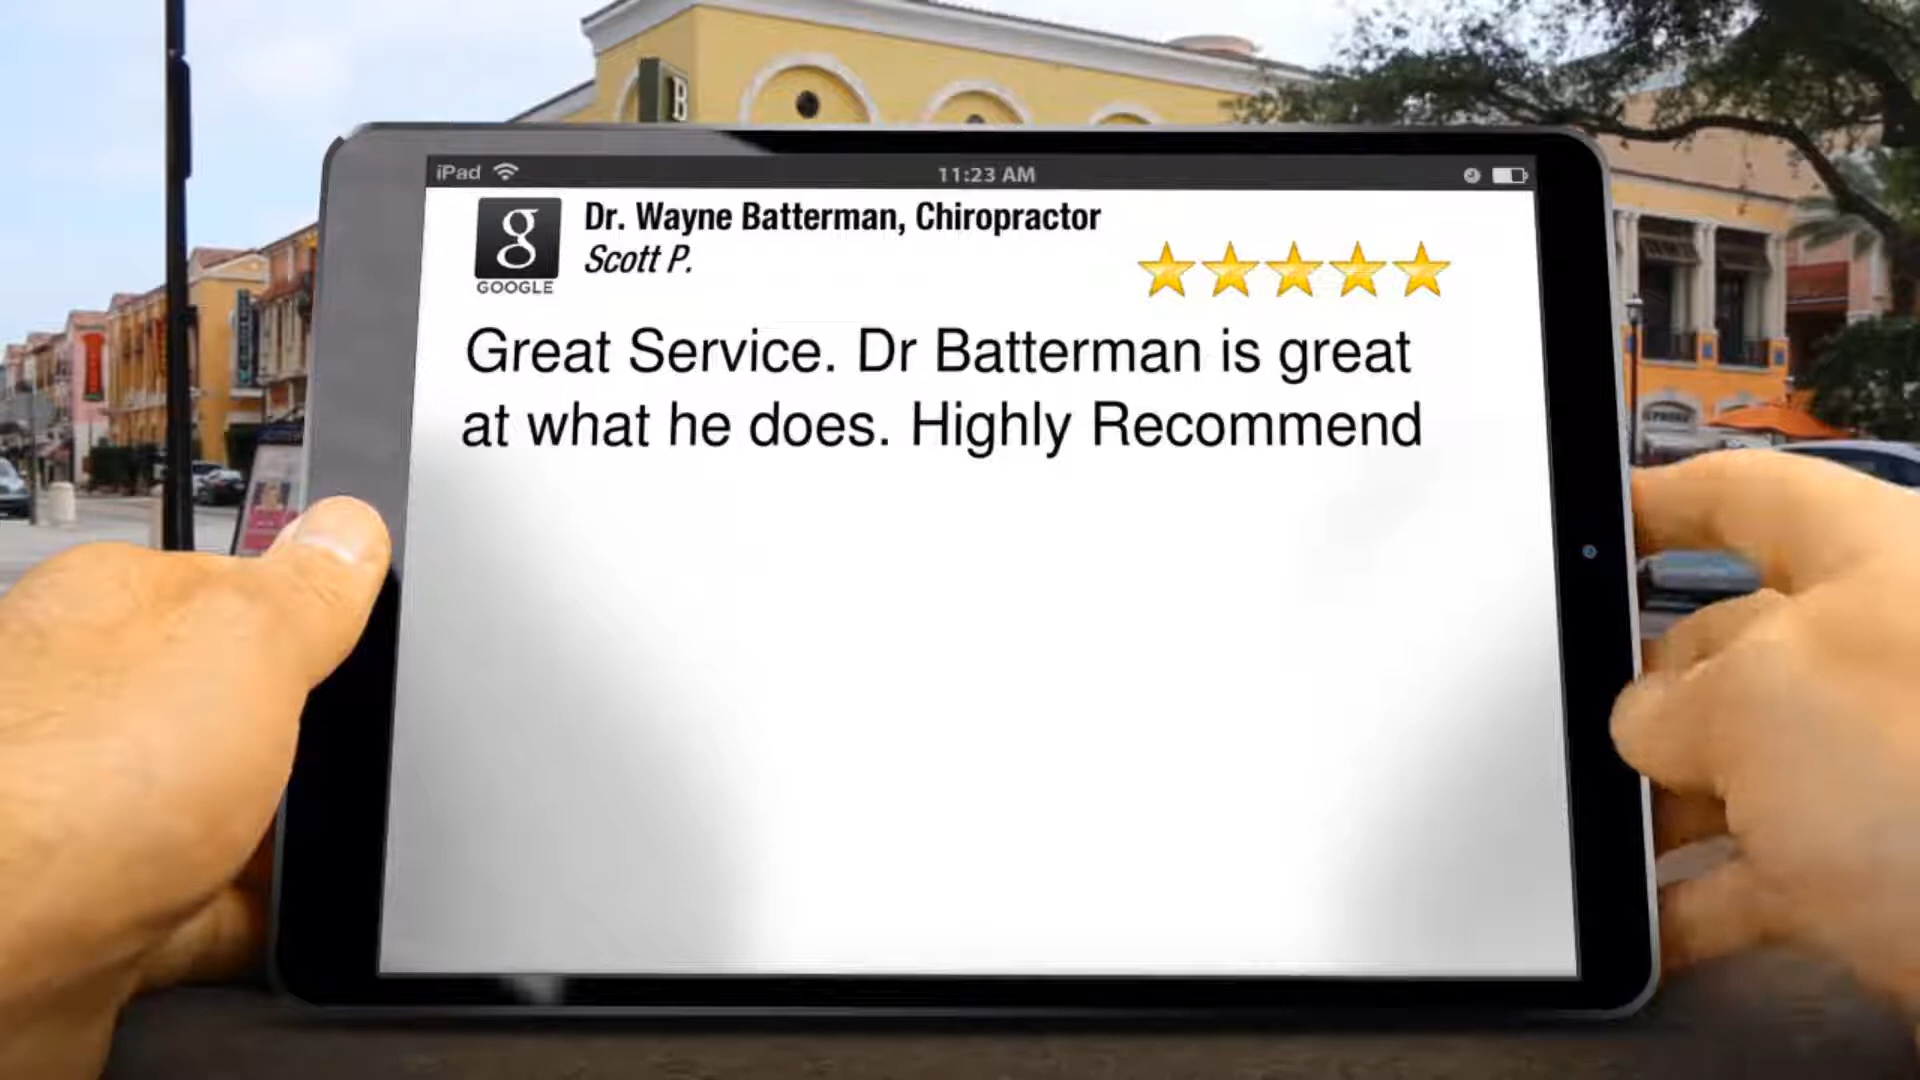 B
iPad 11:23 AM
g
GOOGLE
Dr. Wayne Batterman, Chiropractor
Scott P.
Great Service. Dr Batterman is great
at what he does. Highly Recommend